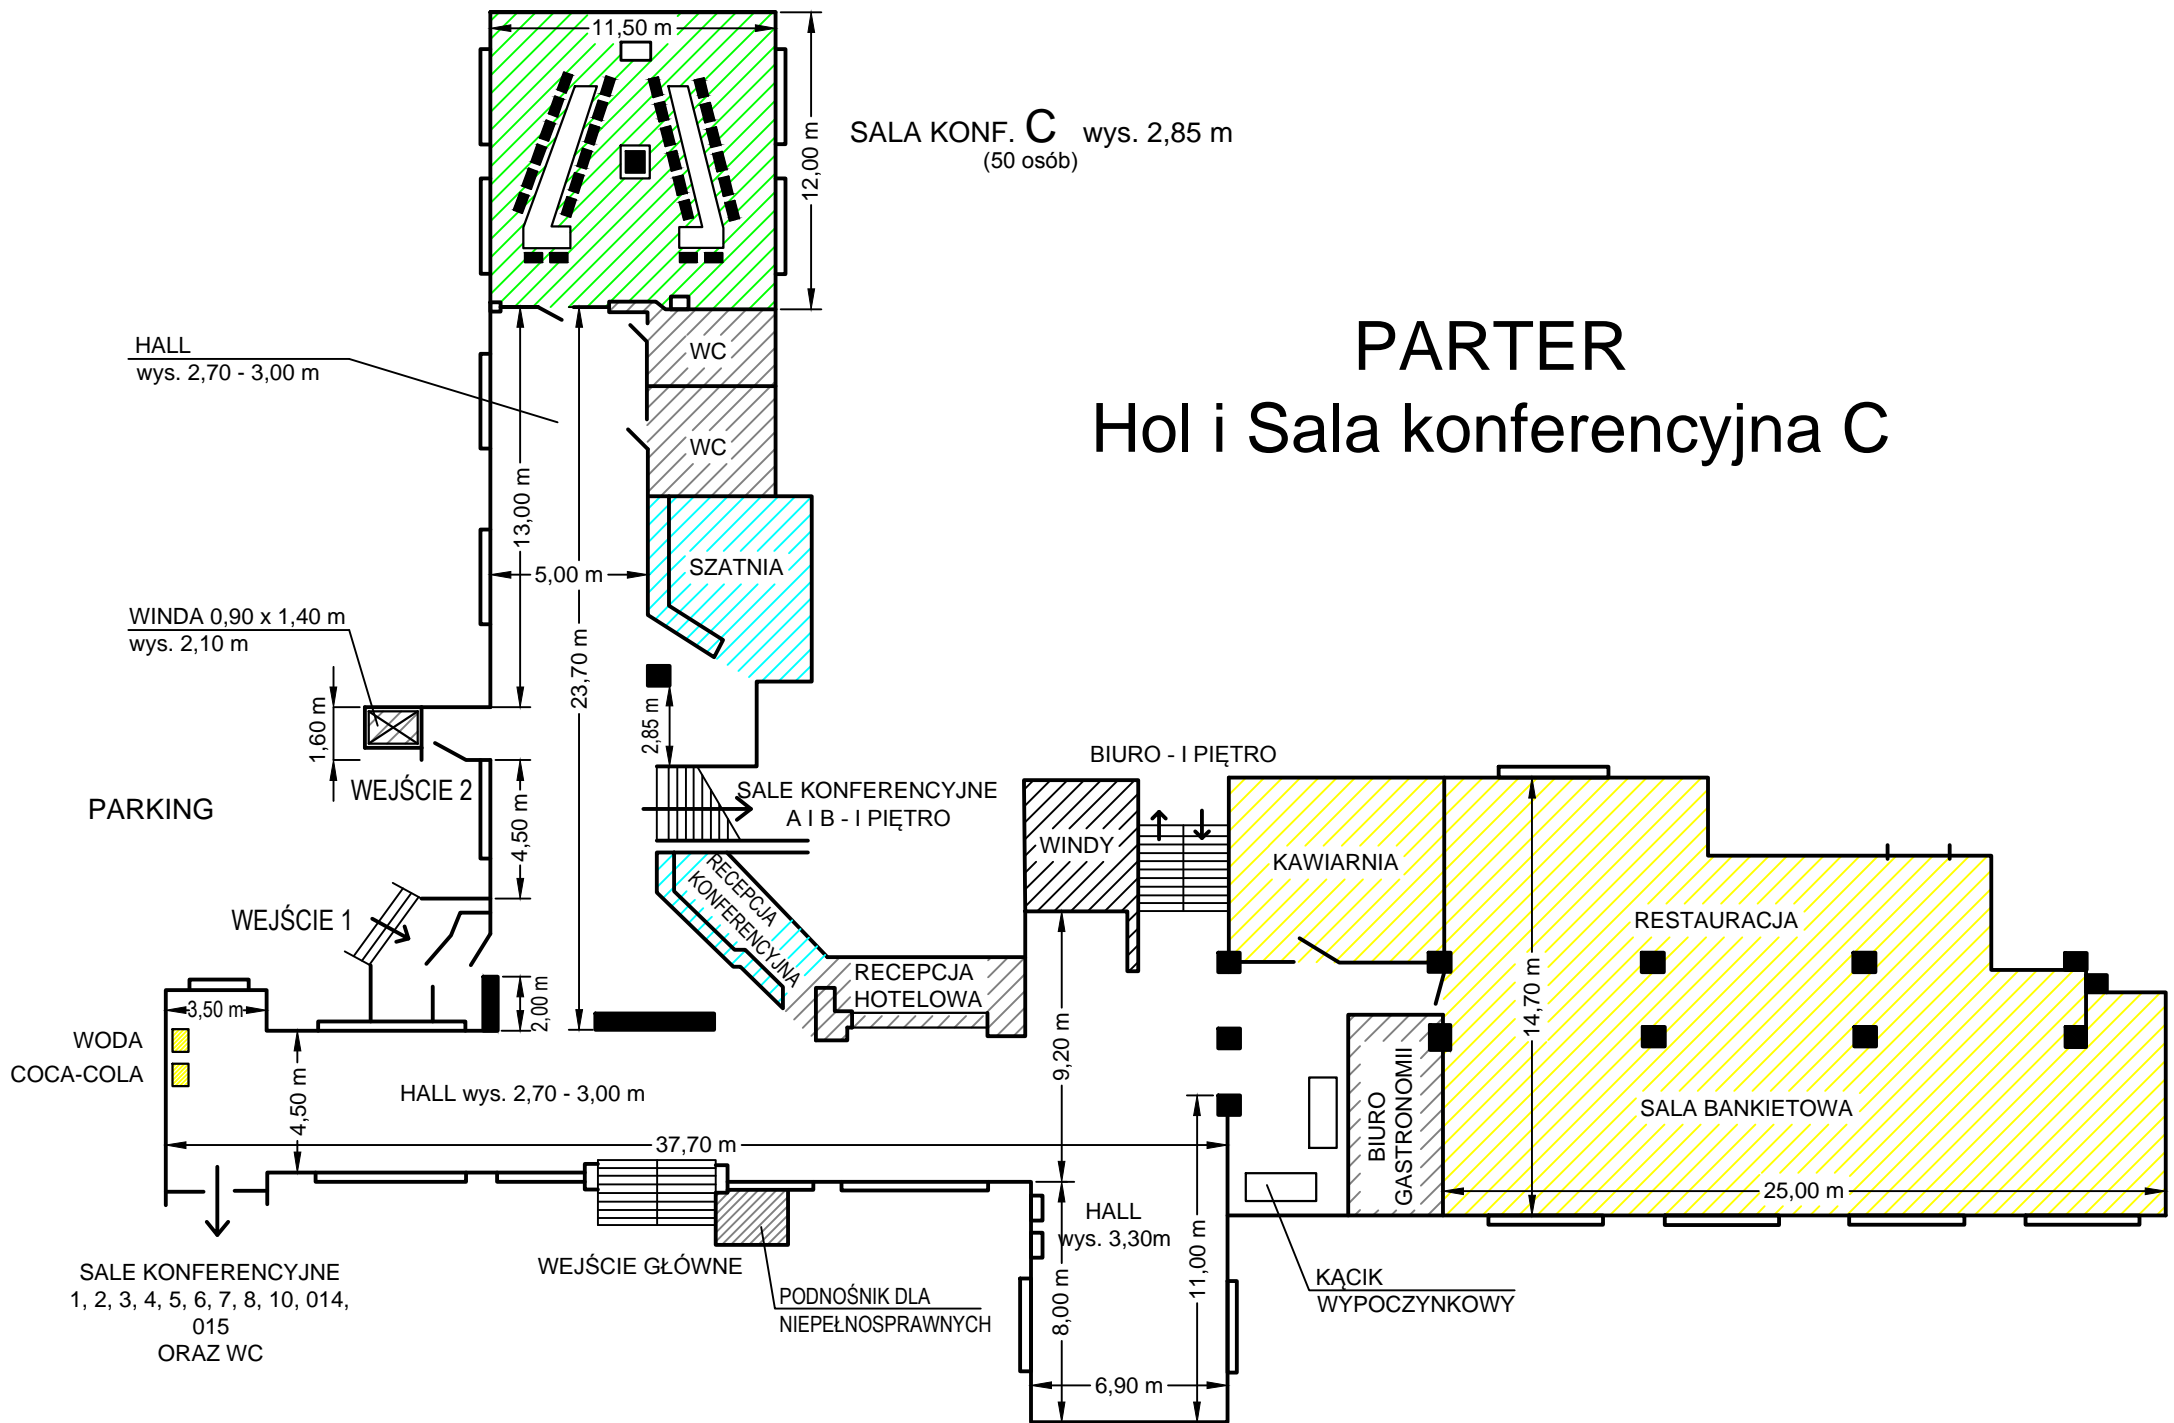 11,50 m
12,00 m
SALA KONF. C wys. 2,85 m
(50 osób)
PARTER
Hol i Sala konferencyjna C
HALL
wys. 2,70 - 3,00 m
WC
WC
13,00 m
5,00 m
23,70 m
SZATNIA
WINDA 0,90 x 1,40 m
wys. 2,10 m
1,60 m
2,85 m
WEJŚCIE 2
PARKING
4,50 m
SALE KONFERENCYJNE
A I B - I PIĘTRO
BIURO - I PIĘTRO
WINDY
KAWIARNIA
RESTAURACJA
14,70 m
WEJŚCIE 1
RECEPCJA
KONFERENCYJNA
RECEPCJA
HOTELOWA
3,50 m
2,00 m
WODA
COCA-COLA
4,50 m
HALL wys. 2,70 - 3,00 m
9,20 m
37,70 m
BIURO
GASTRONOMII
SALA BANKIETOWA
25,00 m
HALL
wys. 3,30m
11,00 m
8,00 m
6,90 m
WEJŚCIE GŁÓWNE
PODNOŚNIK DLA
NIEPEŁNOSPRAWNYCH
KĄCIK
WYPOCZYNKOWY
SALE KONFERENCYJNE
1, 2, 3, 4, 5, 6, 7, 8, 10, 014,
015
ORAZ WC